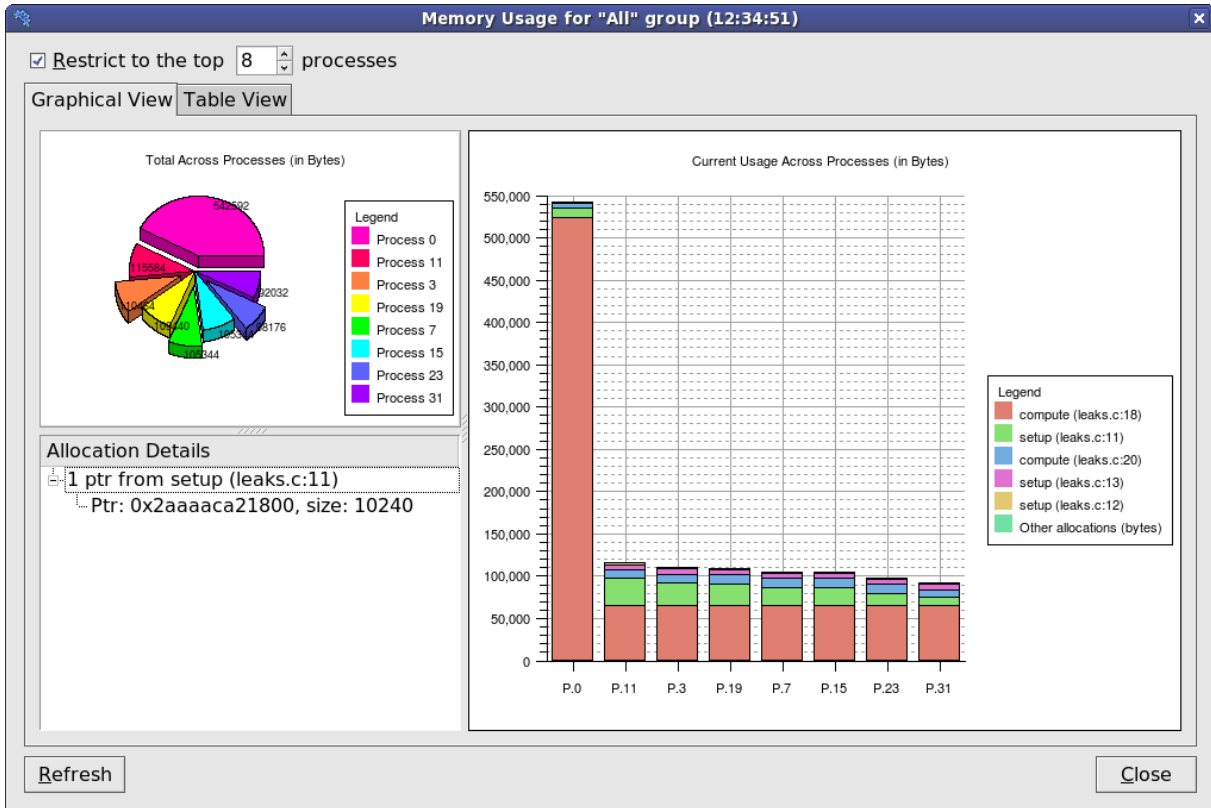 Memory Usage for "All" group (12:34:51)
Restrict to the top 8 processes
Graphical View Table View
Total Across Processes (in Bytes)
542592
115584
109440
105344
98176
92032
Legend
Process 0
Process 11
Process 3
Process 19
Process 7
Process 15
Process 23
Process 31
Allocation Details
1 ptr from setup (leaks.c:11)
Ptr: 0x2aaaaca21800, size: 10240
Current Usage Across Processes (in Bytes)
550,000
500,000
450,000
400,000
350,000
300,000
250,000
200,000
150,000
100,000
50,000
0
P.0 P.11 P.3 P.19 P.7 P.15 P.23 P.31
Legend
compute (leaks.c:18)
setup (leaks.c:11)
compute (leaks.c:20)
setup (leaks.c:13)
setup (leaks.c:12)
Other allocations (bytes)
Refresh
Close